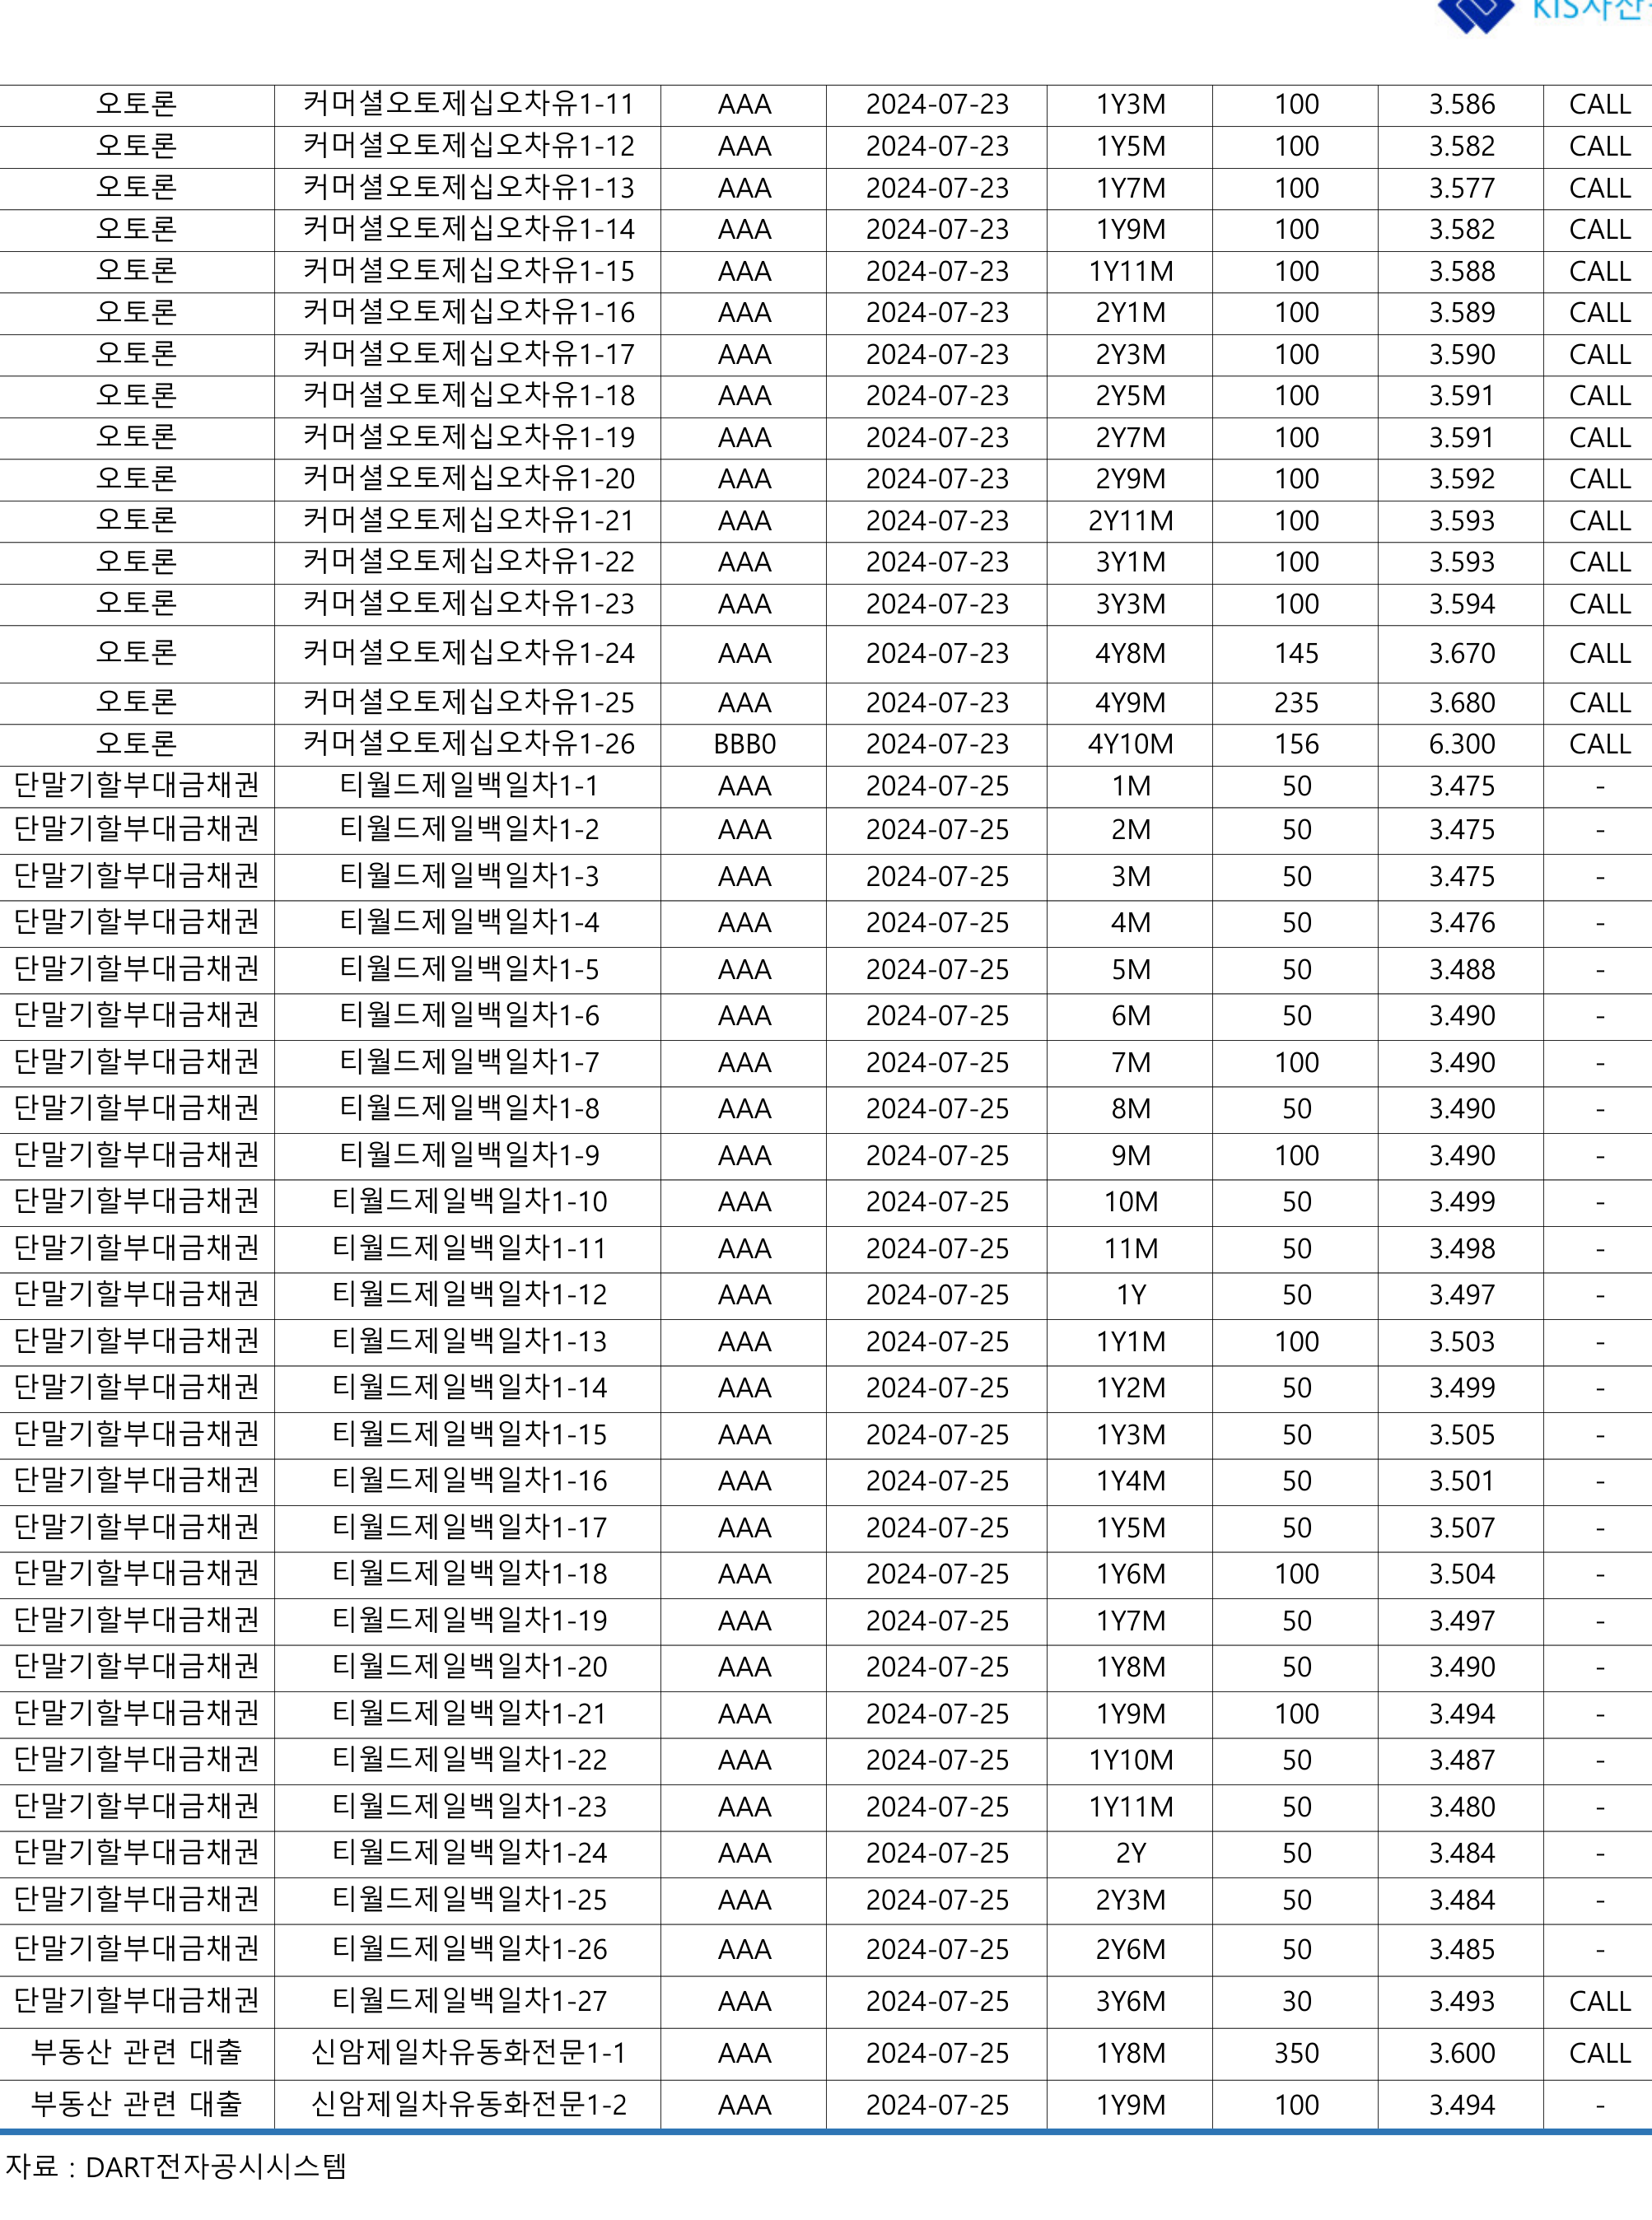 KIS자산
오토론 커머셜오토제십오차유1-11 AAA 2024-07-23 1Y3M 100 3.586 CALL
오토론 커머셜오토제십오차유1-12 AAA 2024-07-23 1Y5M 100 3.582 CALL
오토론 커머셜오토제십오차유1-13 AAA 2024-07-23 1Y7M 100 3.577 CALL
오토론 커머셜오토제십오차유1-14 AAA 2024-07-23 1Y9M 100 3.582 CALL
오토론 커머셜오토제십오차유1-15 AAA 2024-07-23 1Y11M 100 3.588 CALL
오토론 커머셜오토제십오차유1-16 AAA 2024-07-23 2Y1M 100 3.589 CALL
오토론 커머셜오토제십오차유1-17 AAA 2024-07-23 2Y3M 100 3.590 CALL
오토론 커머셜오토제십오차유1-18 AAA 2024-07-23 2Y5M 100 3.591 CALL
오토론 커머셜오토제십오차유1-19 AAA 2024-07-23 2Y7M 100 3.591 CALL
오토론 커머셜오토제십오차유1-20 AAA 2024-07-23 2Y9M 100 3.592 CALL
오토론 커머셜오토제십오차유1-21 AAA 2024-07-23 2Y11M 100 3.593 CALL
오토론 커머셜오토제십오차유1-22 AAA 2024-07-23 3Y1M 100 3.593 CALL
오토론 커머셜오토제십오차유1-23 AAA 2024-07-23 3Y3M 100 3.594 CALL
오토론 커머셜오토제십오차유1-24 AAA 2024-07-23 4Y8M 145 3.670 CALL
오토론 커머셜오토제십오차유1-25 AAA 2024-07-23 4Y9M 235 3.680 CALL
오토론 커머셜오토제십오차유1-26 BBB0 2024-07-23 4Y10M 156 6.300 CALL
단말기할부대금채권 티월드제일백일차1-1 AAA 2024-07-25 1M 50 3.475 -
단말기할부대금채권 티월드제일백일차1-2 AAA 2024-07-25 2M 50 3.475 -
단말기할부대금채권 티월드제일백일차1-3 AAA 2024-07-25 3M 50 3.475 -
단말기할부대금채권 티월드제일백일차1-4 AAA 2024-07-25 4M 50 3.476 -
단말기할부대금채권 티월드제일백일차1-5 AAA 2024-07-25 5M 50 3.488 -
단말기할부대금채권 티월드제일백일차1-6 AAA 2024-07-25 6M 50 3.490 -
단말기할부대금채권 티월드제일백일차1-7 AAA 2024-07-25 7M 100 3.490 -
단말기할부대금채권 티월드제일백일차1-8 AAA 2024-07-25 8M 50 3.490 -
단말기할부대금채권 티월드제일백일차1-9 AAA 2024-07-25 9M 100 3.490 -
단말기할부대금채권 티월드제일백일차1-10 AAA 2024-07-25 10M 50 3.499 -
단말기할부대금채권 티월드제일백일차1-11 AAA 2024-07-25 11M 50 3.498 -
단말기할부대금채권 티월드제일백일차1-12 AAA 2024-07-25 1Y 50 3.497 -
단말기할부대금채권 티월드제일백일차1-13 AAA 2024-07-25 1Y1M 100 3.503 -
단말기할부대금채권 티월드제일백일차1-14 AAA 2024-07-25 1Y2M 50 3.499 -
단말기할부대금채권 티월드제일백일차1-15 AAA 2024-07-25 1Y3M 50 3.505 -
단말기할부대금채권 티월드제일백일차1-16 AAA 2024-07-25 1Y4M 50 3.501 -
단말기할부대금채권 티월드제일백일차1-17 AAA 2024-07-25 1Y5M 50 3.507 -
단말기할부대금채권 티월드제일백일차1-18 AAA 2024-07-25 1Y6M 100 3.504 -
단말기할부대금채권 티월드제일백일차1-19 AAA 2024-07-25 1Y7M 50 3.497 -
단말기할부대금채권 티월드제일백일차1-20 AAA 2024-07-25 1Y8M 50 3.490 -
단말기할부대금채권 티월드제일백일차1-21 AAA 2024-07-25 1Y9M 100 3.494 -
단말기할부대금채권 티월드제일백일차1-22 AAA 2024-07-25 1Y10M 50 3.487 -
단말기할부대금채권 티월드제일백일차1-23 AAA 2024-07-25 1Y11M 50 3.480 -
단말기할부대금채권 티월드제일백일차1-24 AAA 2024-07-25 2Y 50 3.484 -
단말기할부대금채권 티월드제일백일차1-25 AAA 2024-07-25 2Y3M 50 3.484 -
단말기할부대금채권 티월드제일백일차1-26 AAA 2024-07-25 2Y6M 50 3.485 -
단말기할부대금채권 티월드제일백일차1-27 AAA 2024-07-25 3Y6M 30 3.493 CALL
부동산 관련 대출 신암제일차유동화전문1-1 AAA 2024-07-25 1Y8M 350 3.600 CALL
부동산 관련 대출 신암제일차유동화전문1-2 AAA 2024-07-25 1Y9M 100 3.494 -
자료 : DART전자공시시스템